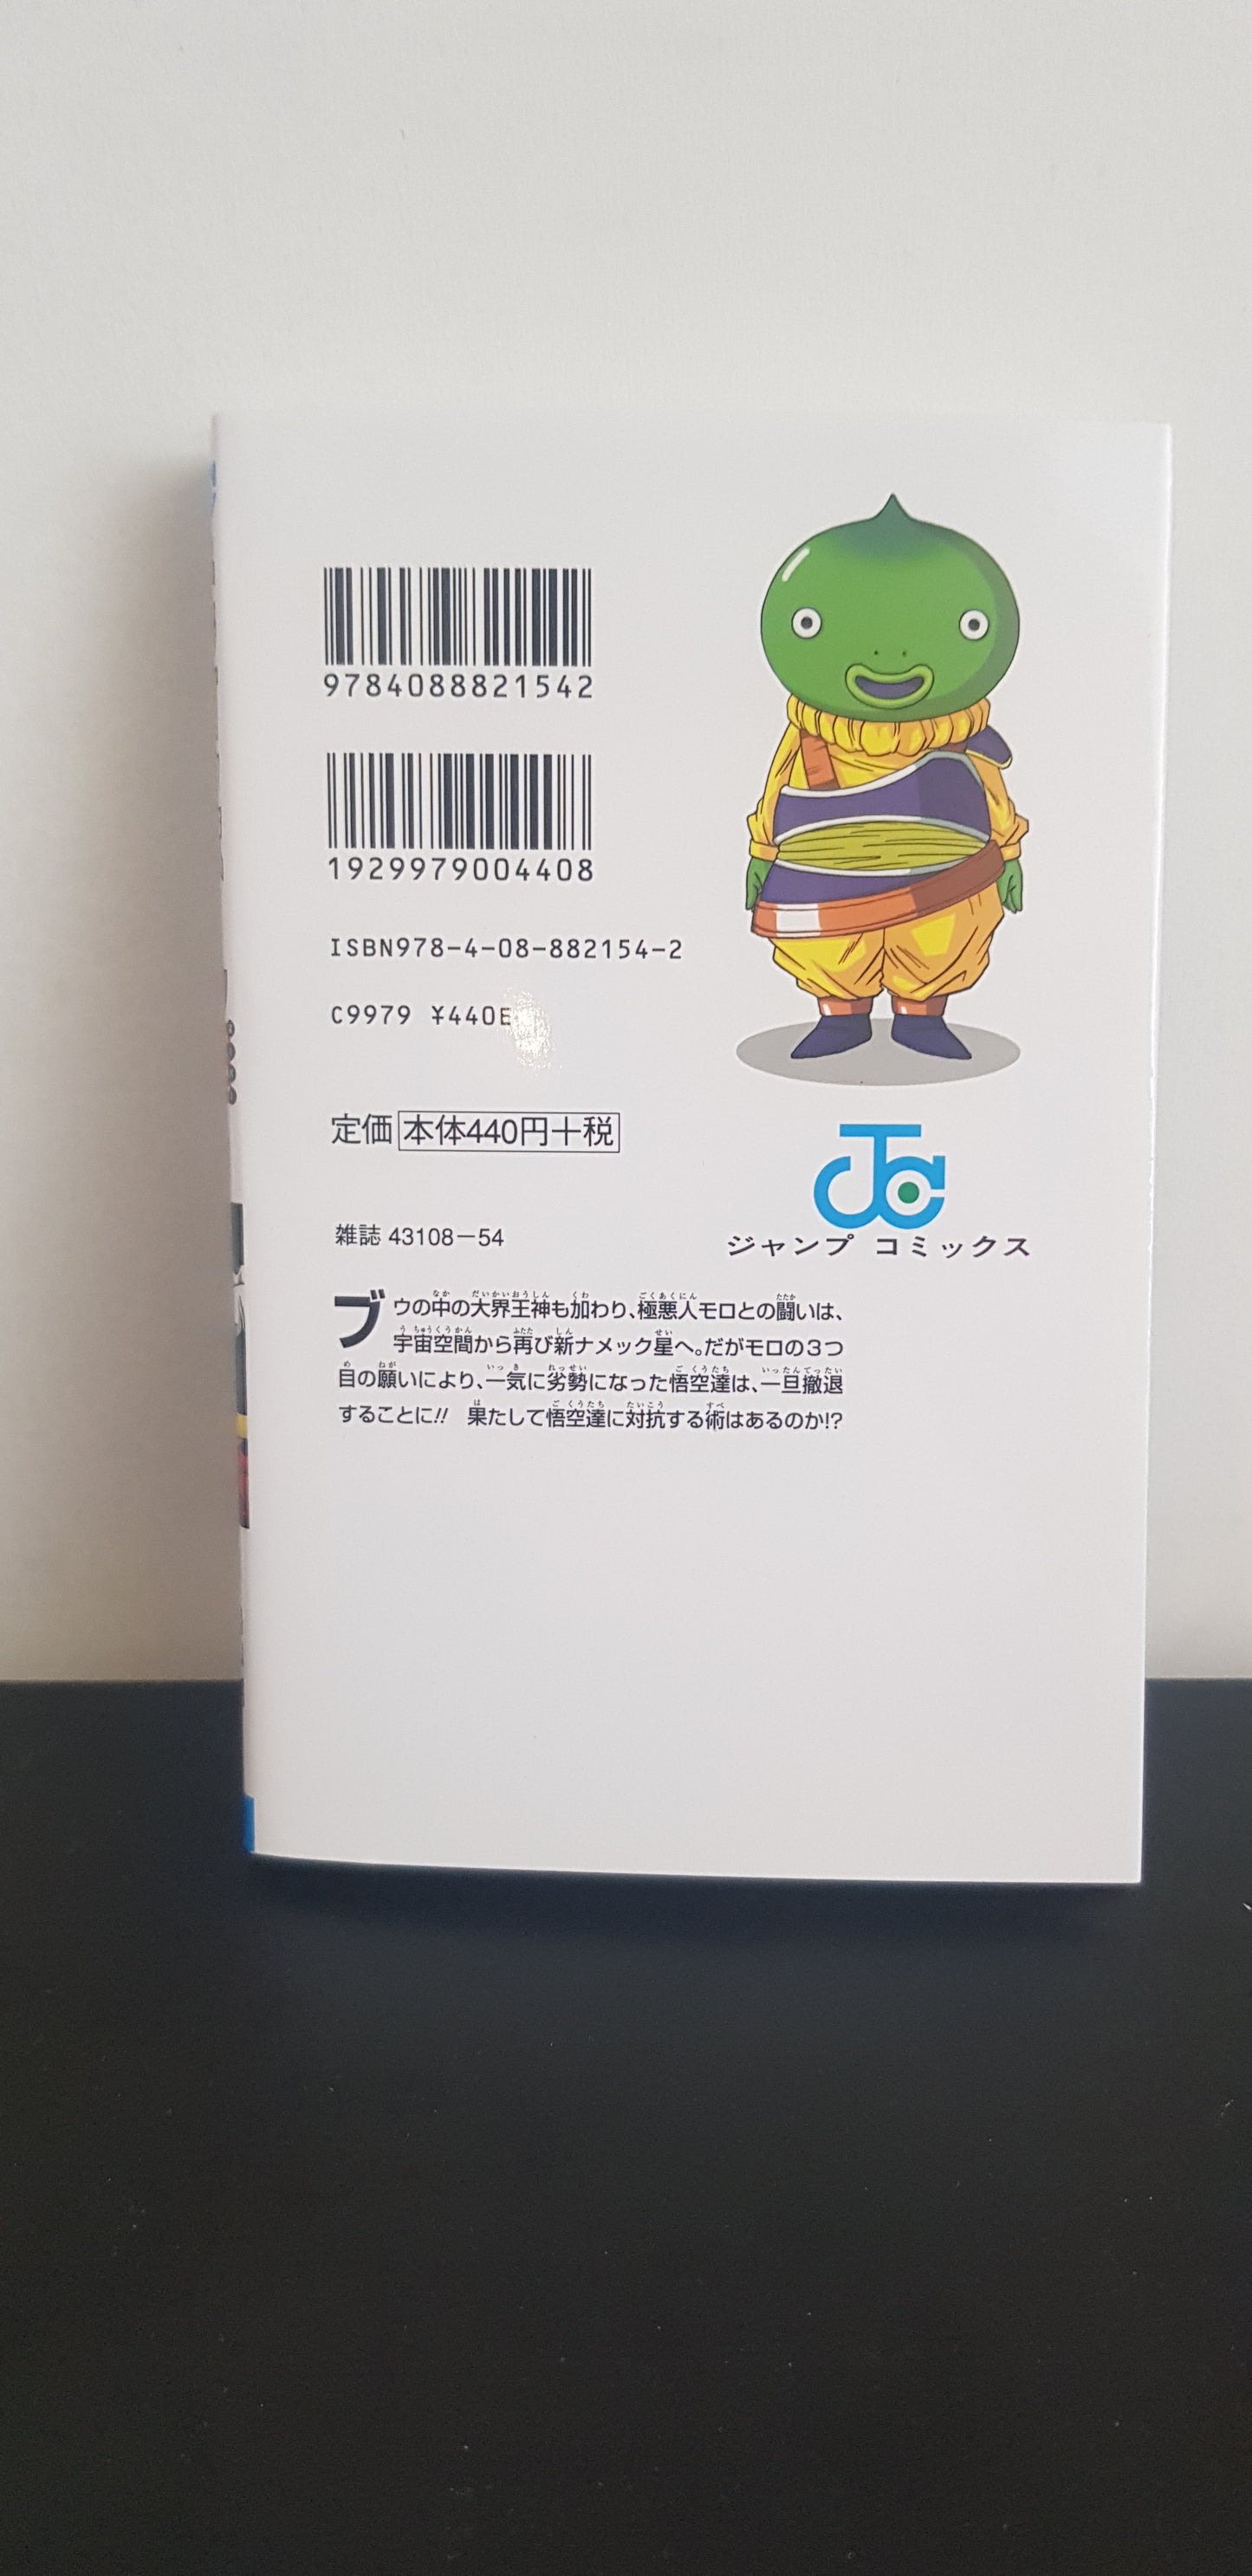 9784088821542
1929979004408
ISBN978-4-08-882154-2
C9979 ¥440E
定価 本体440円+税
雑誌 43108-54
JC
ジャンプ コミックス
ブウの中の大界王神も加わり、極悪人モロとの闘いは、
宇宙空間から再び新ナメック星へ。だがモロの3つ
目の願いにより、一気に劣勢になった悟空達は、一旦撤退
することに!! 果たして悟空達に対抗する術はあるのか!?